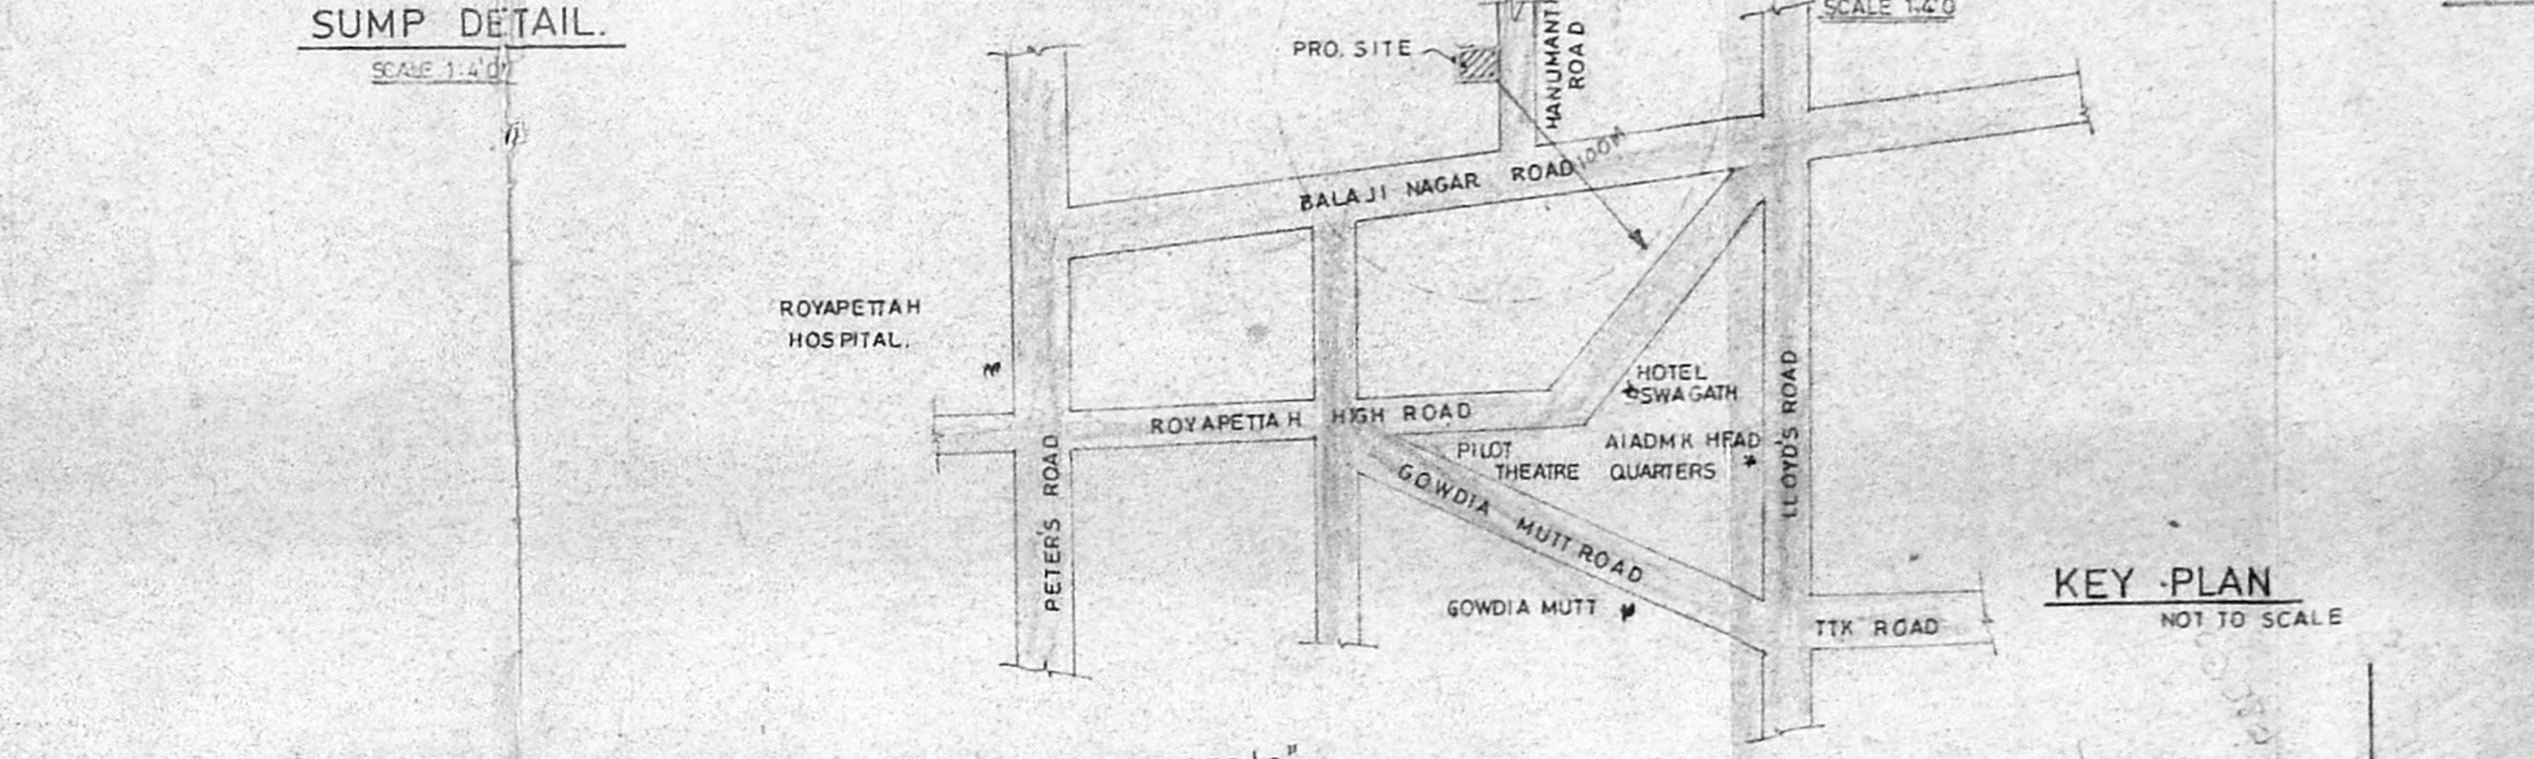 SUMP DETAIL.
SCALE 1:4'0"
SCALE 1:4'0
PRO. SITE
HANUMANT
ROAD
100M
BALAJI NAGAR ROAD
ROYAPETTAH
HOSPITAL.
HOTEL
SWAGATH
ROYAPETTAH HIGH ROAD
PILOT
THEATRE
AIADMK HEAD
QUARTERS
LLOYD'S ROAD
PETER'S ROAD
GOWDIA MUTT ROAD
GOWDIA MUTT
TTK ROAD
KEY PLAN
NOT TO SCALE